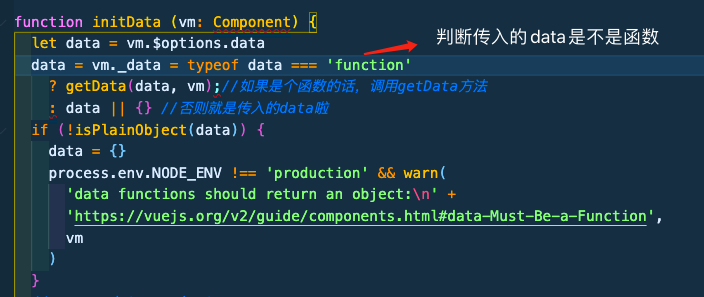 function initData (vm: Component) {
let data = vm.$options.data
判断传入的data是不是函数
data = vm._data = typeof data === 'function'
? getData(data, vm);//如果是个函数的话，调用getData方法
: data || {} //否则就是传入的data啦
if (!isPlainObject(data)) {
data = {}
process.env.NODE_ENV !== 'production' && warn(
'data functions should return an object:\n' +
'https://vuejs.org/v2/guide/components.html#data-Must-Be-a-Function',
vm
)
}